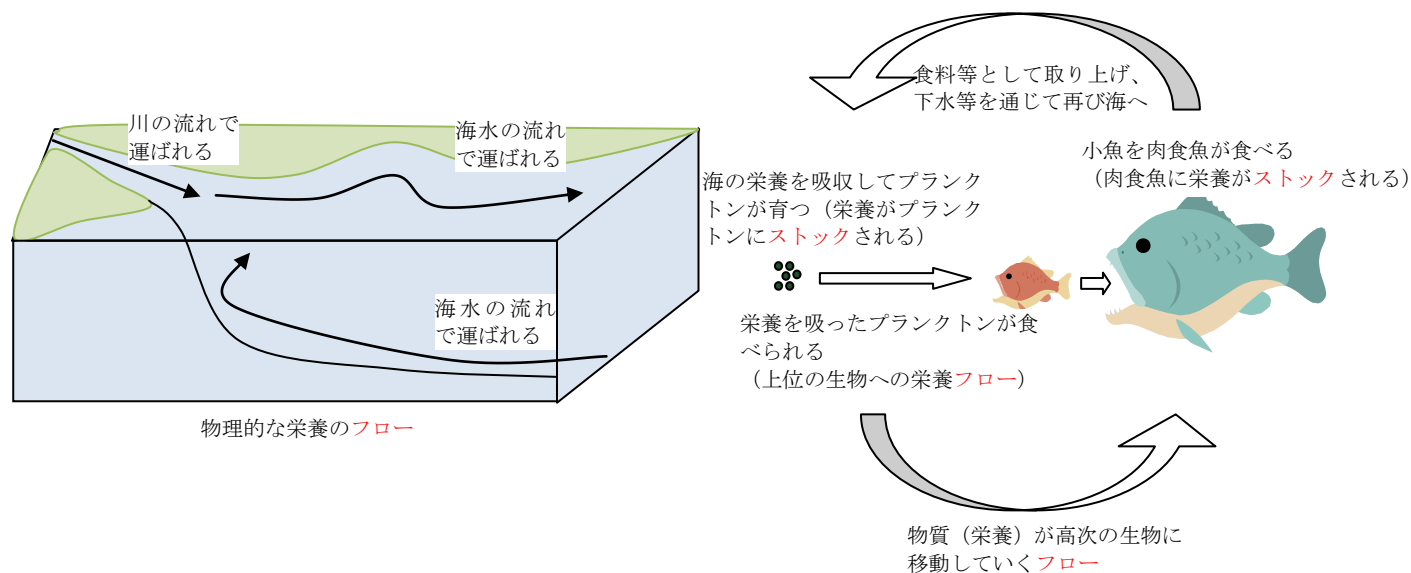 川の流れで
運ばれる
海水の流れ
で運ばれる
海水の流れ
で運ばれる
物理的な栄養のフロー
食料等として取り上げ、
下水等を通じて再び海へ
小魚を肉食魚が食べる
（肉食魚に栄養がストックされる）
海の栄養を吸収してプランク
トンが育つ（栄養がプランク
トンにストックされる）
栄養を吸ったプランクトンが食
べられる
（上位の生物への栄養フロー）
物質（栄養）が高次の生物に
移動していくフロー